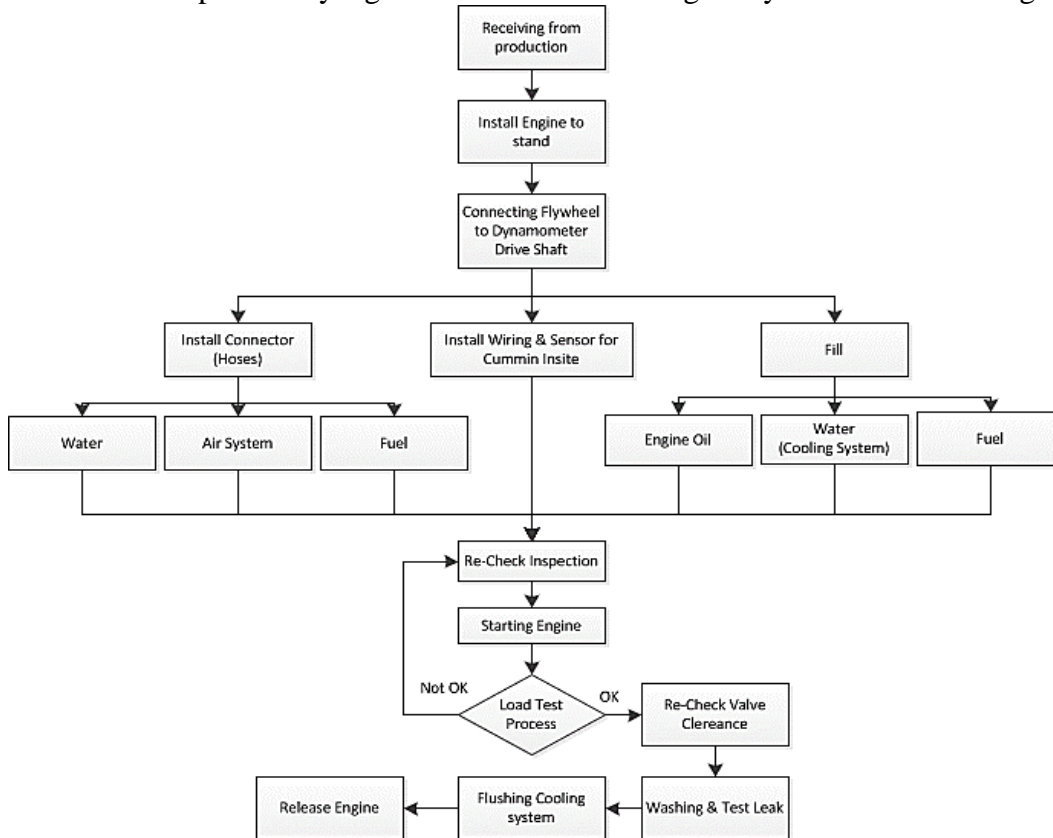 Receiving from
production
Install Engine to
stand
Connecting Flywheel
to Dynamometer
Drive Shaft
Install Connector
(Hoses)
Install Wiring & Sensor for
Cummin Insite
Fill
Water
Air System
Fuel
Engine Oil
Water
(Cooling System)
Fuel
Re-Check Inspection
Starting Engine
Not OK
Load Test
Process
OK
Re-Check Valve
Clereance
Release Engine
Flushing Cooling
system
Washing & Test Leak